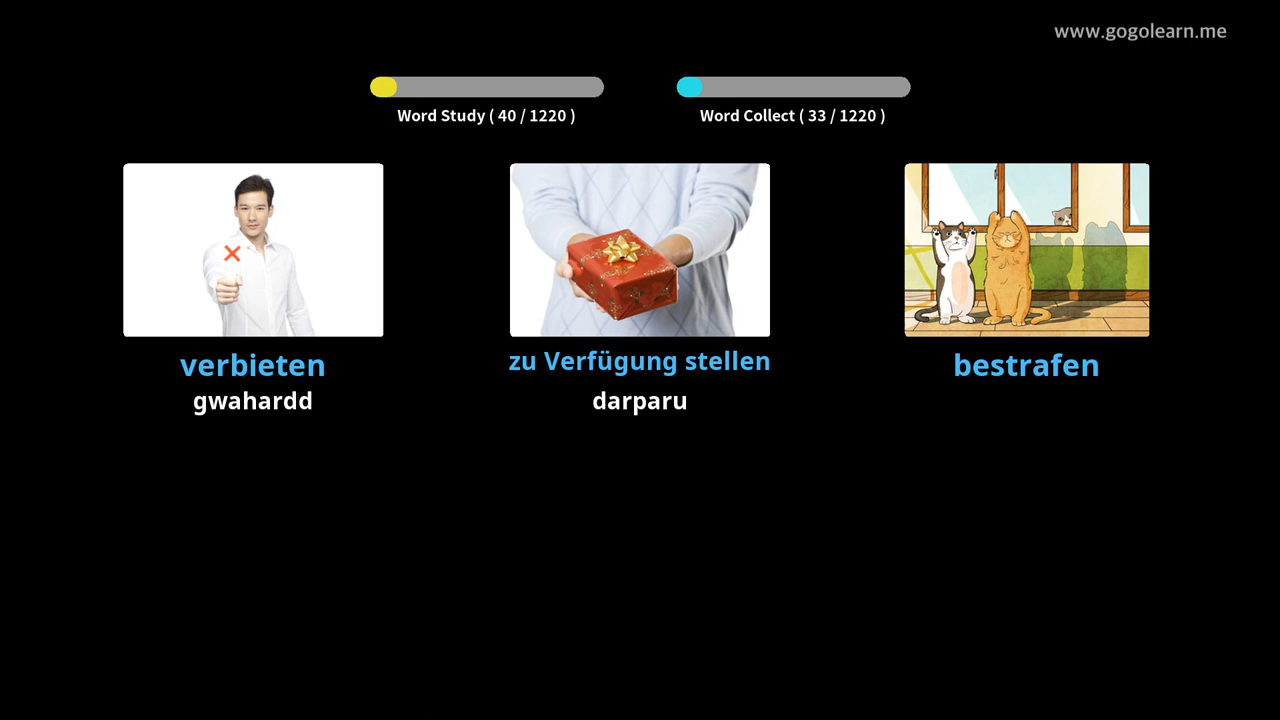 www.gogolearn.me
Word Study ( 40 / 1220 )
Word Collect ( 33 / 1220 )
verbieten
gwahardd
zu Verfügung stellen
darparu
bestrafen